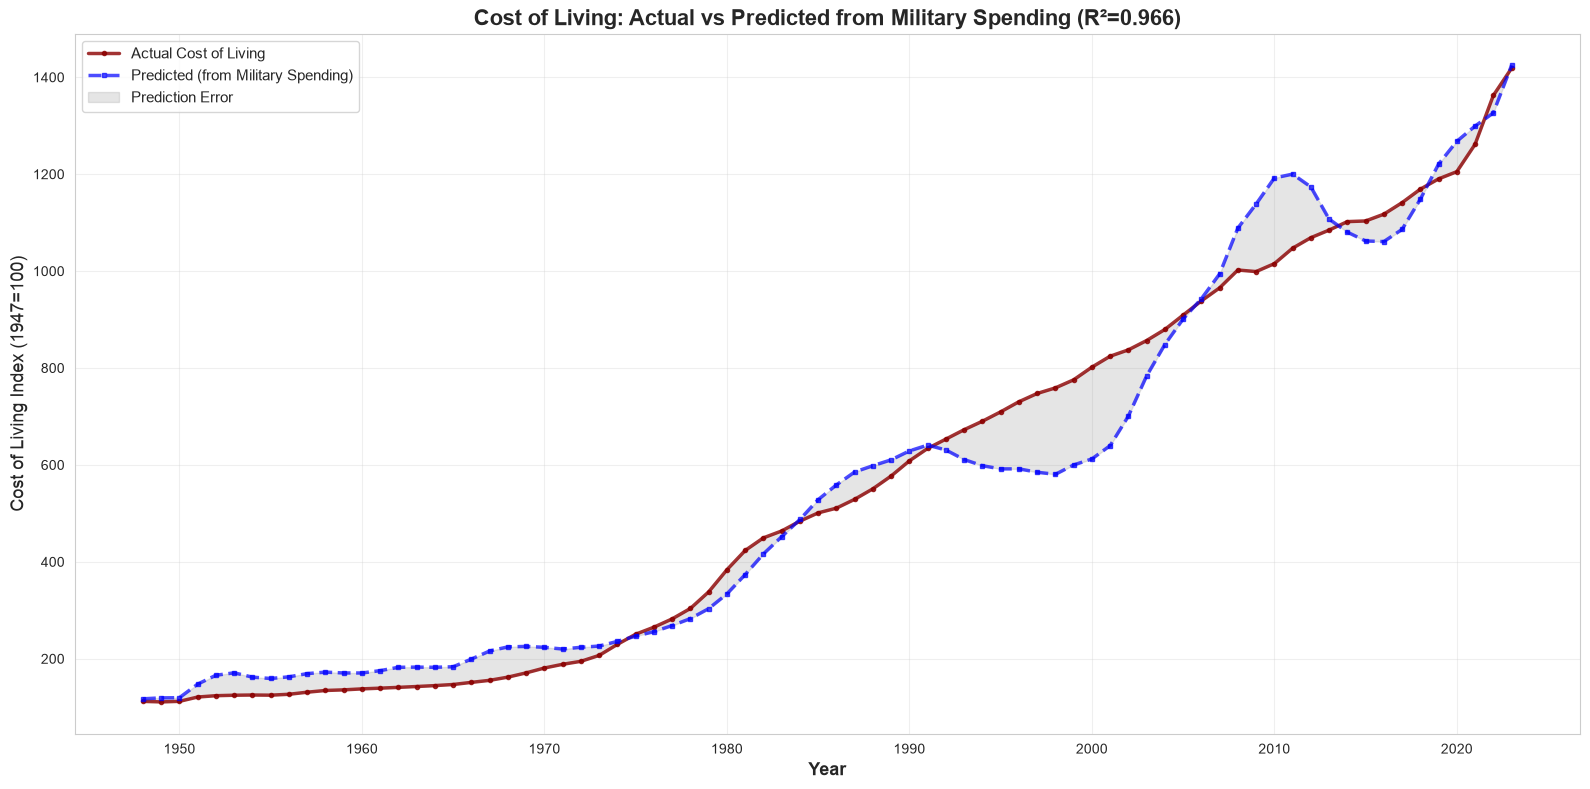 Cost of Living: Actual vs Predicted from Military Spending (R²=0.966)
Actual Cost of Living
Predicted (from Military Spending)
Prediction Error
Cost of Living Index (1947=100)
1400
1200
1000
800
600
400
200
1950 1960 1970 1980 1990 2000 2010 2020
Year